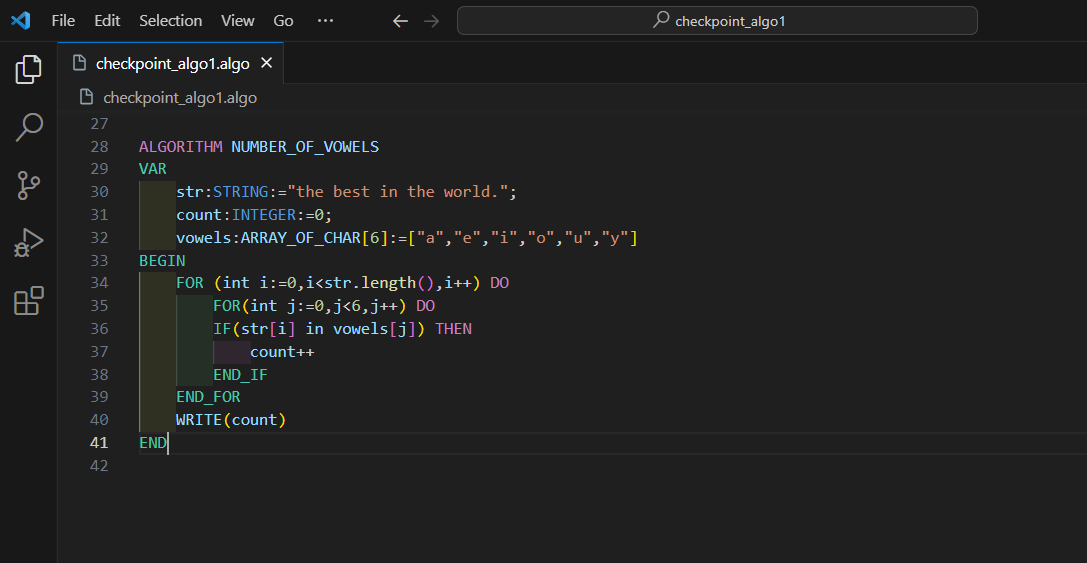 File Edit Selection View Go ··· ← → checkpoint_algo1
checkpoint_algo1.algo ×
checkpoint_algo1.algo
27
28 ALGORITHM NUMBER_OF_VOWELS
29 VAR
30 str:STRING:="the best in the world.";
31 count:INTEGER:=0;
32 vowels:ARRAY_OF_CHAR[6]:=["a","e","i","o","u","y"]
33 BEGIN
34 FOR (int i:=0,i<str.length(),i++) DO
35 FOR(int j:=0,j<6,j++) DO
36 IF(str[i] in vowels[j]) THEN
37 count++
38 END_IF
39 END_FOR
40 WRITE(count)
41 END
42